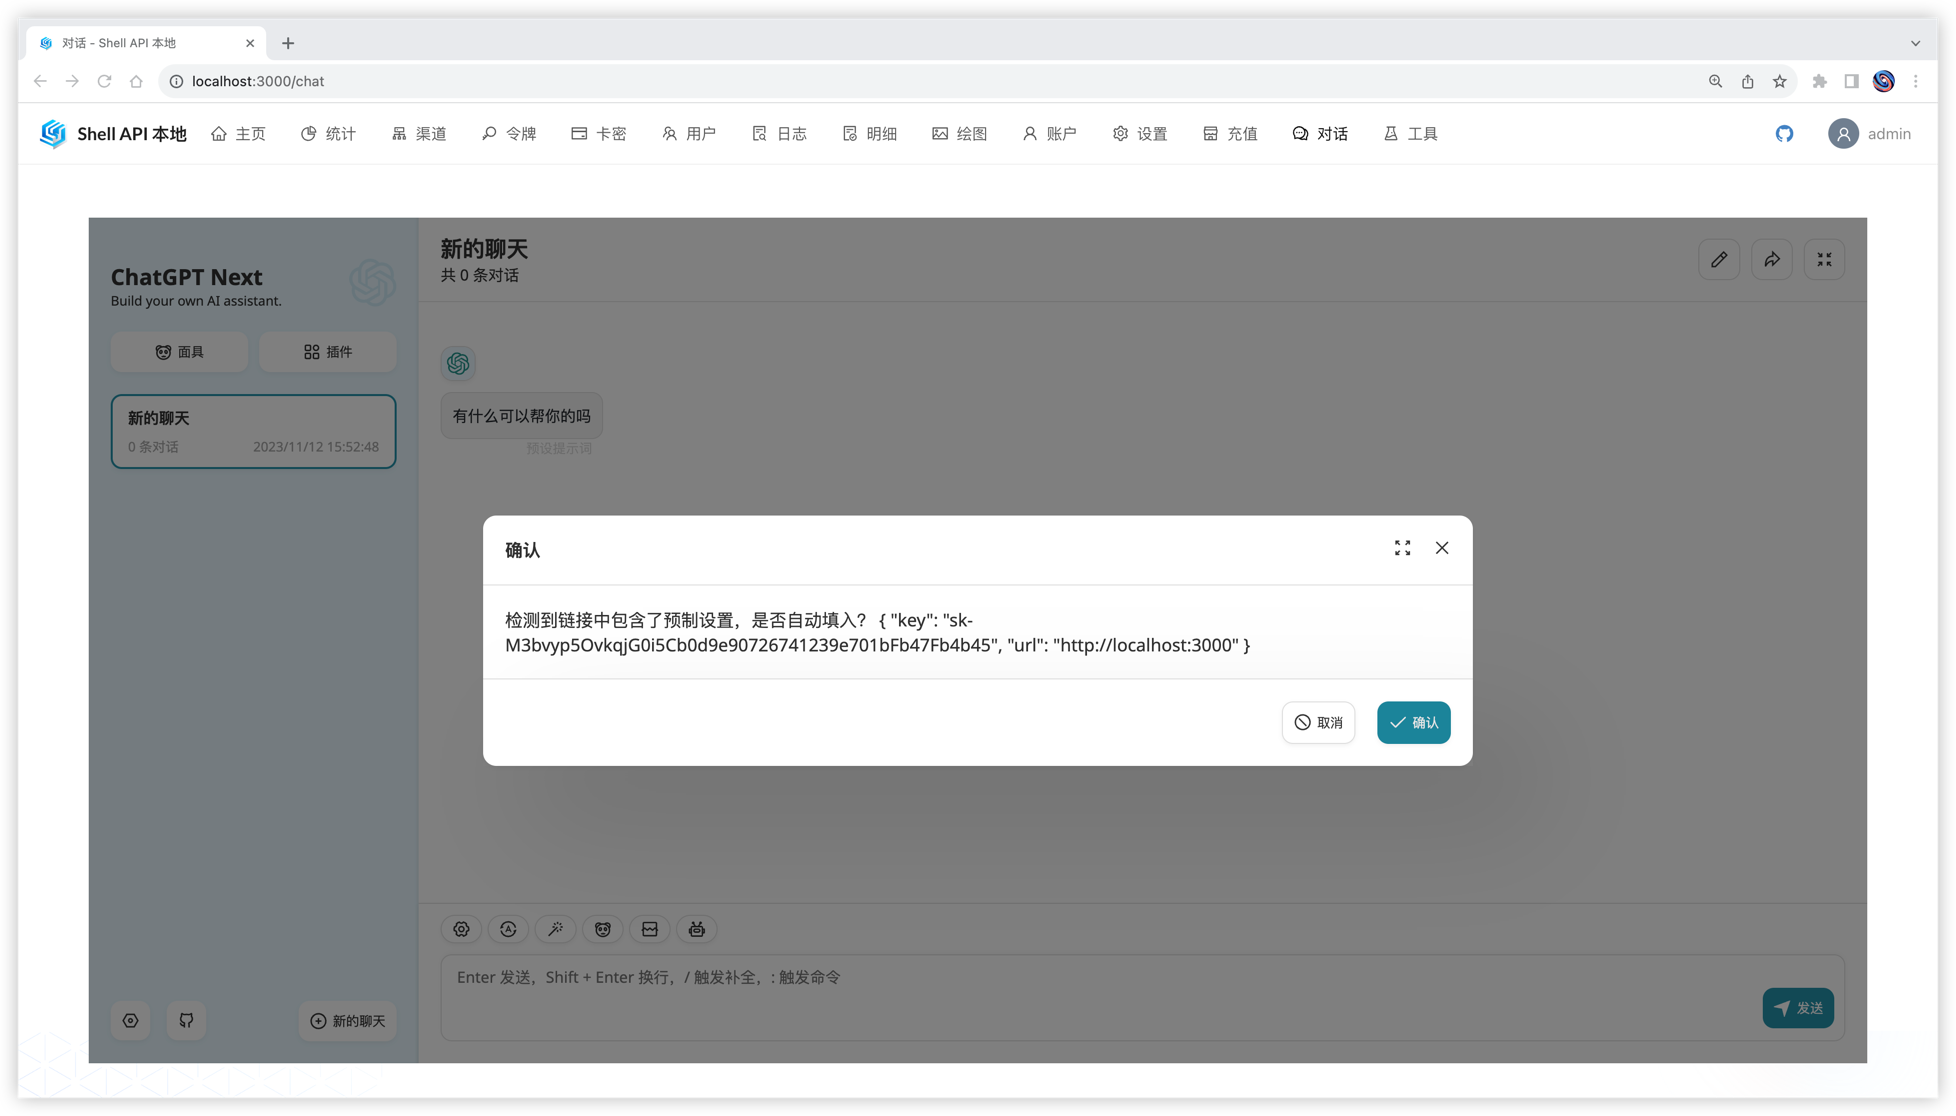 对话 - Shell API 本地
localhost:3000/chat
Shell API 本地
主页
统计
渠道
令牌
卡密
用户
日志
明细
绘图
账户
设置
充值
对话
工具
admin
ChatGPT Next
Build your own AI assistant.
面具
插件
新的聊天
0 条对话
2023/11/12 15:52:48
新的聊天
共 0 条对话
有什么可以帮你的吗
预设提示词
确认
检测到链接中包含了预制设置，是否自动填入？ { "key": "sk-
M3bvyp5OvkqjG0i5Cb0d9e90726741239e701bFb47Fb4b45", "url": "http://localhost:3000" }
取消
确认
Enter 发送，Shift + Enter 换行，/ 触发补全，: 触发命令
发送
新的聊天